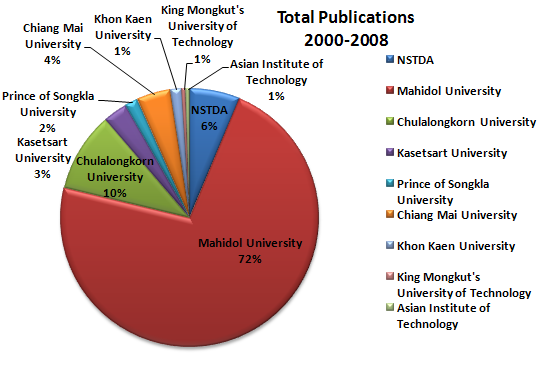 Total Publications
2000-2008
King Mongkut's
University of
Technology
1%
Khon Kaen
University
1%
Chiang Mai
University
4%
Asian Institute of
Technology
1%
Prince of Songkla
University
2%
Kasetsart
University
3%
Chulalongkorn
University
10%
NSTDA
6%
Mahidol University
72%
NSTDA
Mahidol University
Chulalongkorn University
Kasetsart University
Prince of Songkla
University
Chiang Mai University
Khon Kaen University
King Mongkut's
University of Technology
Asian Institute of
Technology